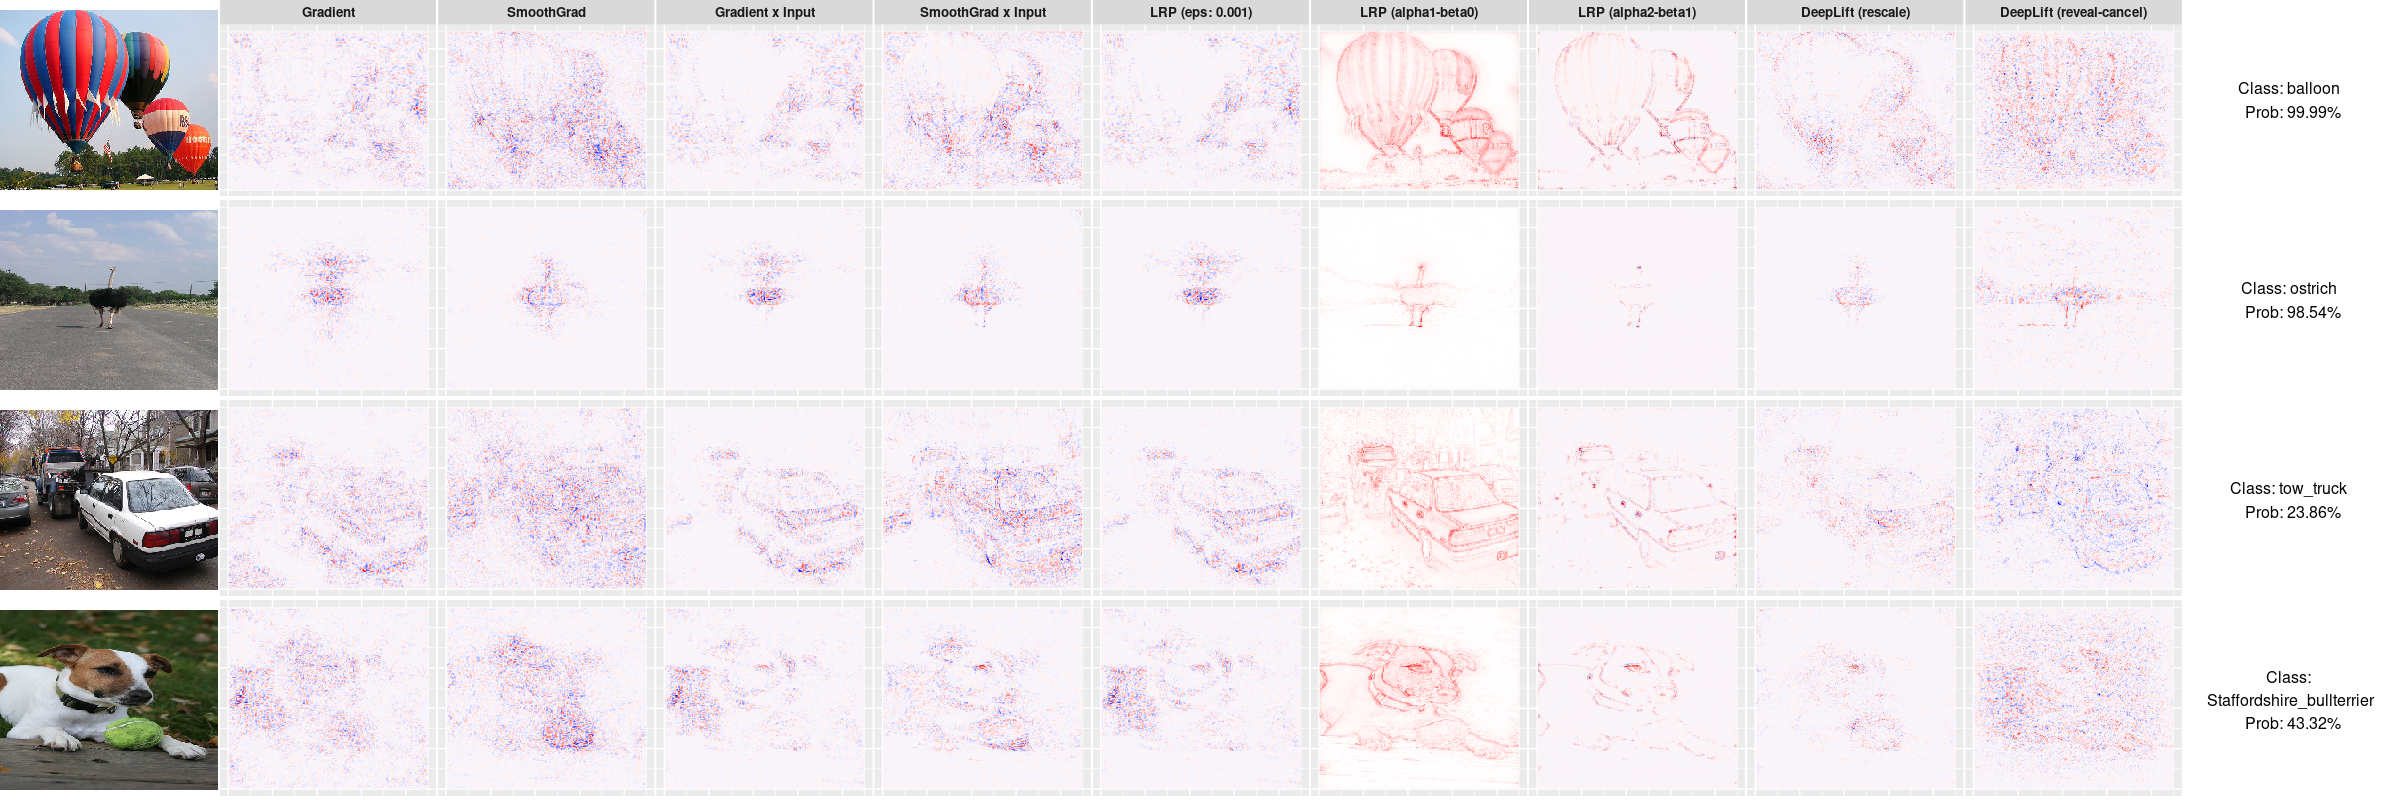 Gradient
SmoothGrad
Gradient x Input
SmoothGrad x Input
LRP (eps: 0.001)
LRP (alpha1-beta0)
LRP (alpha2-beta1)
DeepLift (rescale)
DeepLift (reveal-cancel)
Class: balloon
Prob: 99.99%
Class: ostrich
Prob: 98.54%
Class: tow_truck
Prob: 23.86%
Class:
Staffordshire_bullterrier
Prob: 43.32%